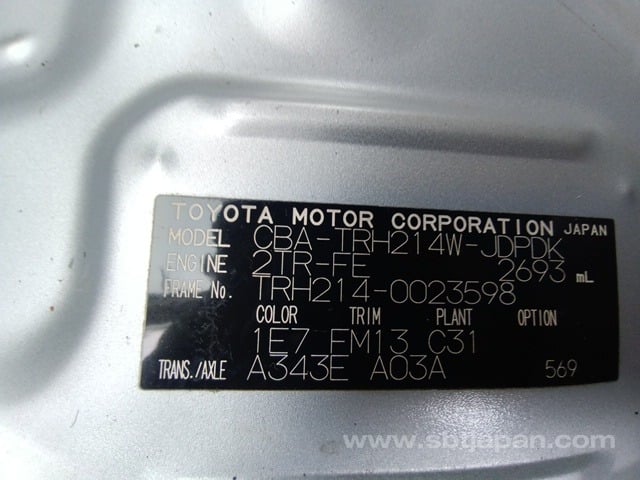 TOYOTA MOTOR CORPORATION JAPAN
MODEL CBA-TRH214W-JDPDK
ENGINE 2TR-FE 2693 mL
FRAME No. TRH214-0023598
COLOR TRIM PLANT OPTION
1E7 FM13 C31
TRANS./AXLE A343E A03A 569
www.sbtjapan.com